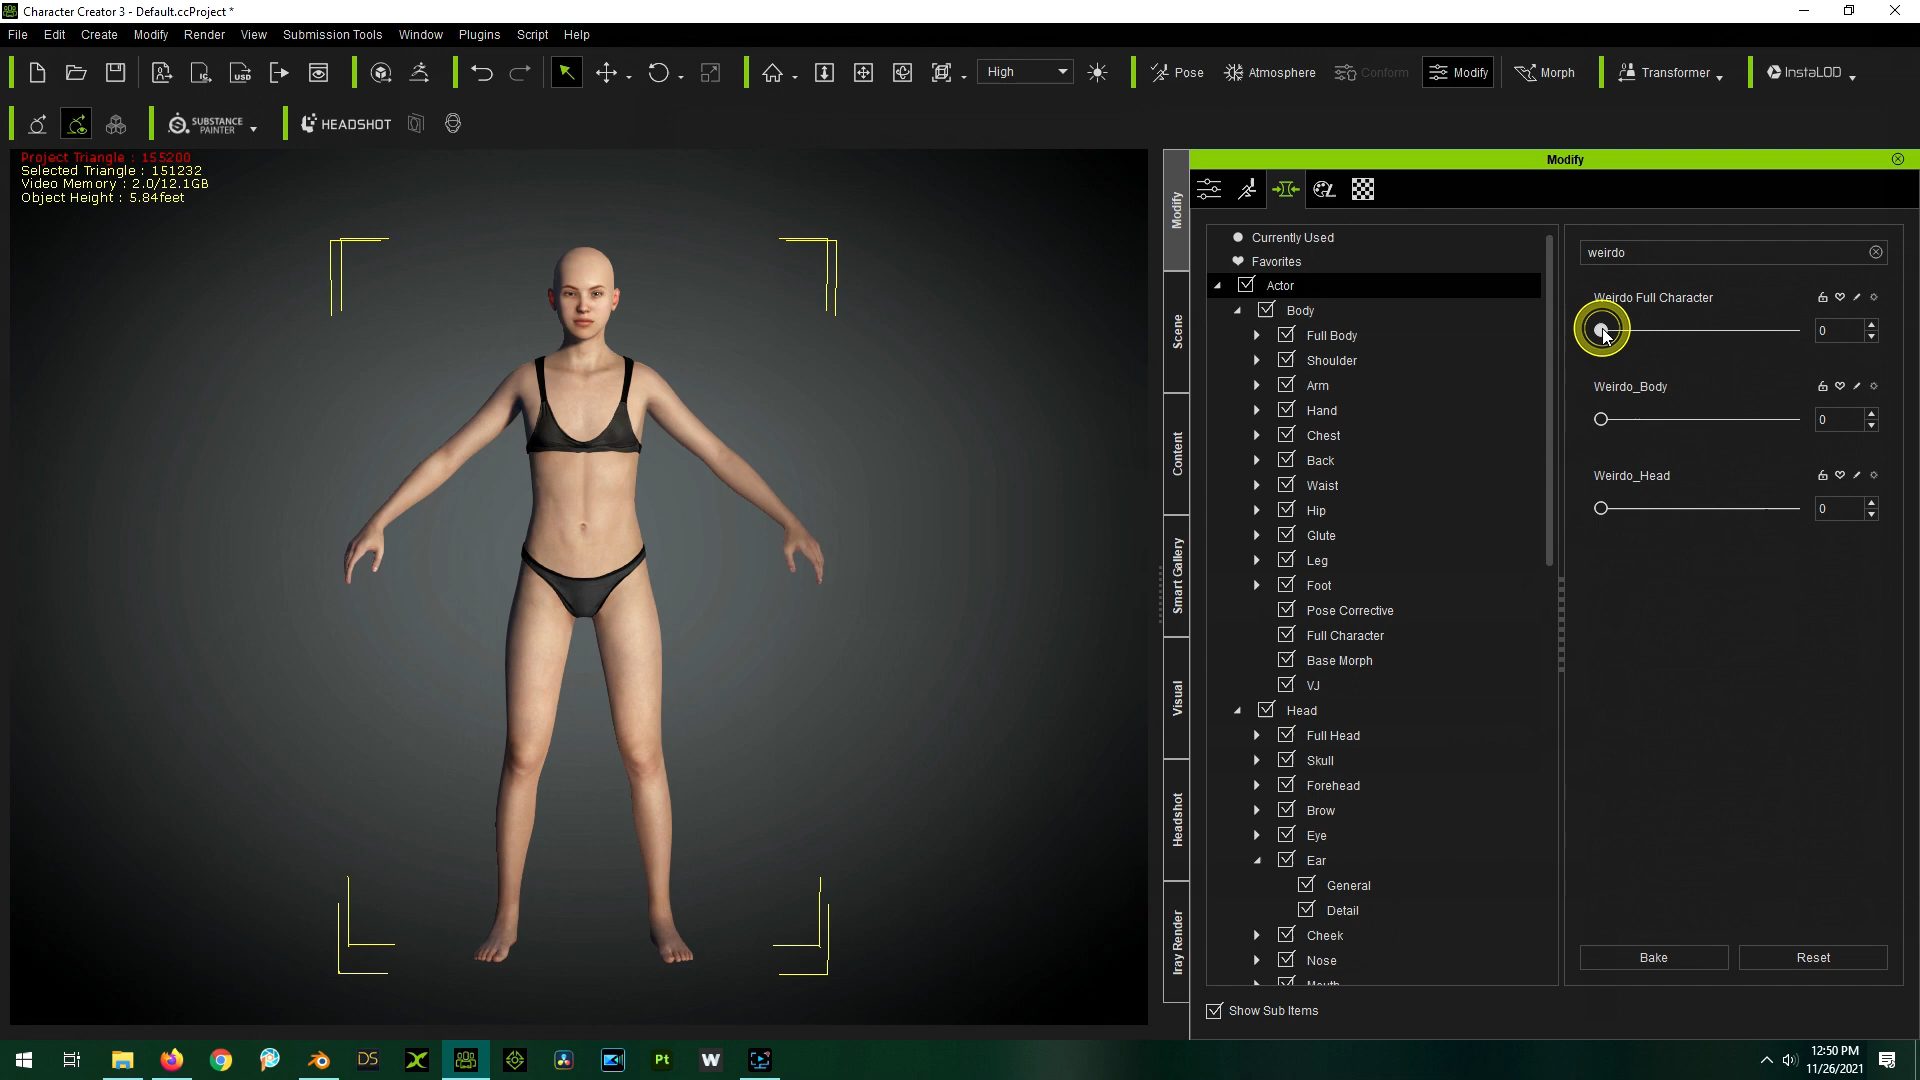 Character Creator 3 - Default.ccProject *
File Edit Create Modify Render View Submission Tools Window Plugins Script Help
High Pose Atmosphere Conform Modify Morph Transformer InstaLOD
SUBSTANCE PAINTER HEADSHOT
Project Triangle : 155200
Selected Triangle : 151232
Video Memory : 2.0/12.1GB
Object Height : 5.84feet
Modify
Scene
Content
Smart Gallery
Visual
Headshot
Iray Render
Modify
Currently Used
Favorites
Actor
Body
Full Body
Shoulder
Arm
Hand
Chest
Back
Waist
Hip
Glute
Leg
Foot
Pose Corrective
Full Character
Base Morph
VJ
Head
Full Head
Skull
Forehead
Brow
Eye
Ear
General
Detail
Cheek
Nose
Mouth
Show Sub Items
weirdo
Weirdo Full Character
0
Weirdo_Body
0
Weirdo_Head
0
Bake Reset
DS Pt W
12:50 PM
11/26/2021